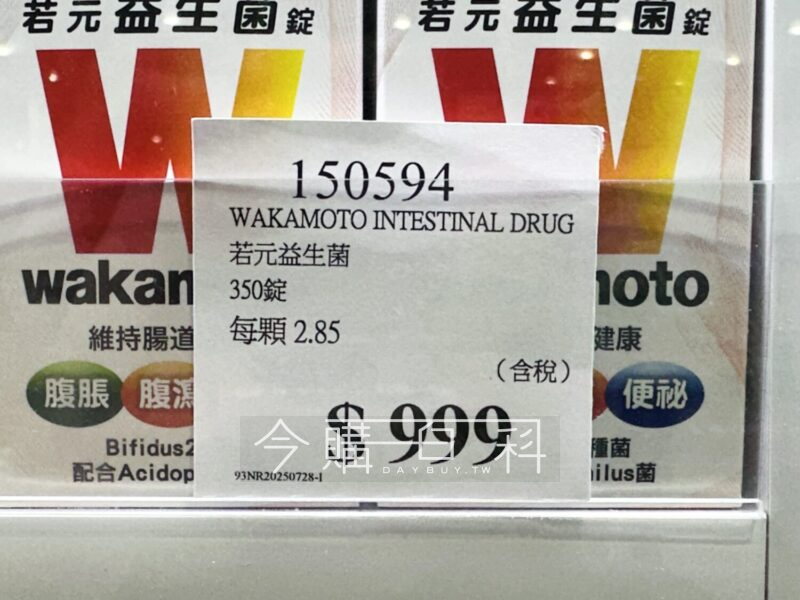 若元益生菌錠
若元益生菌錠
150594
WAKAMOTO INTESTINAL DRUG
若元益生菌
350錠
每顆 2.85
(含稅)
$ 999
93NR20250728-1
今購百科
DAYBUY.TW
wakam
moto
維持腸道
健康
腹脹
腹瀉
便祕
Bifidus2
種菌
配合Acidop
ilus菌